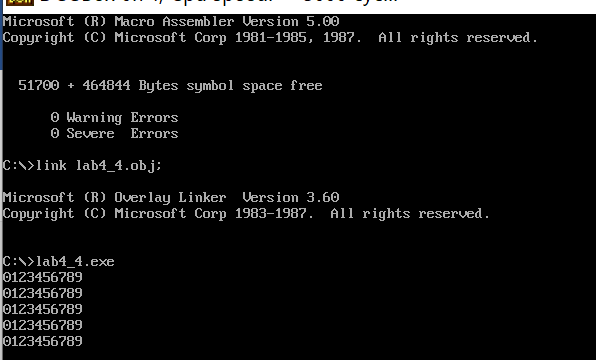 Microsoft (R) Macro Assembler Version 5.00
Copyright (C) Microsoft Corp 1981-1985, 1987.  All rights reserved.
51700 + 464844 Bytes symbol space free
0 Warning Errors
0 Severe  Errors
C:\>link lab4_4.obj;
Microsoft (R) Overlay Linker  Version 3.60
Copyright (C) Microsoft Corp 1983-1987.  All rights reserved.
C:\>lab4_4.exe
0123456789
0123456789
0123456789
0123456789
0123456789